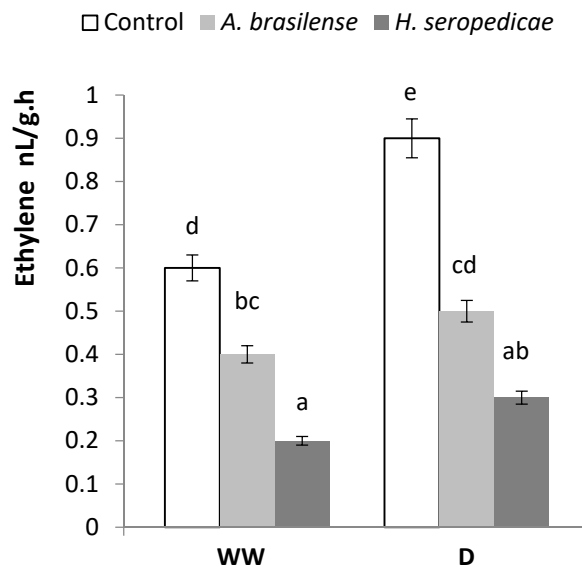 Control A. brasilense H. seropedicae
Ethylene nL/g.h
1
0.9
0.8
0.7
0.6
0.5
0.4
0.3
0.2
0.1
0
d
bc
a
e
cd
ab
WW D